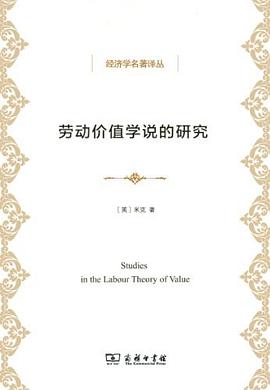 经济学名著译丛
劳动价值学说的研究
〔英〕米克 著
Studies
in the Labour Theory of Value
商务印书馆
The Commercial Press